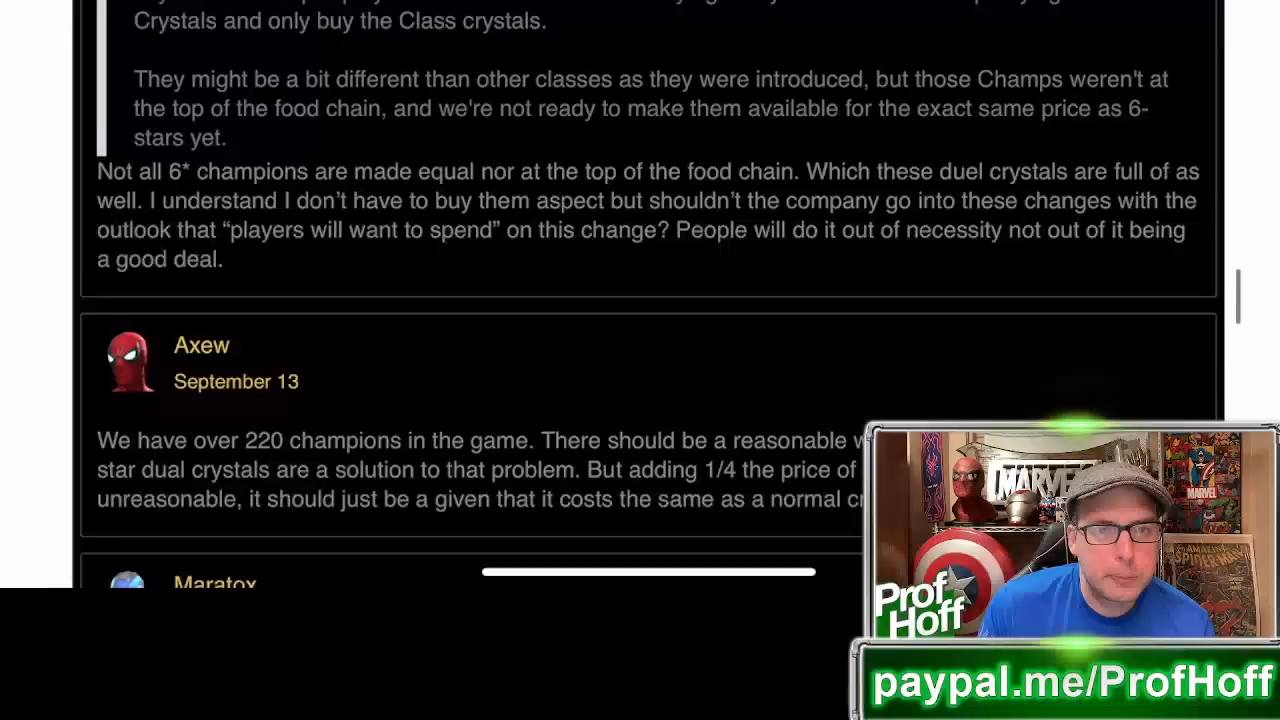 Crystals and only buy the Class crystals.
They might be a bit different than other classes as they were introduced, but those Champs weren't at
the top of the food chain, and we're not ready to make them available for the exact same price as 6-
stars yet.
Not all 6* champions are made equal nor at the top of the food chain. Which these duel crystals are full of as
well. I understand I don't have to buy them aspect but shouldn't the company go into these changes with the
outlook that “players will want to spend” on this change? People will do it out of necessity not out of it being
a good deal.
Axew
September 13
We have over 220 champions in the game. There should be a reasonable
star dual crystals are a solution to that problem. But adding 1/4 the price of
unreasonable, it should just be a given that it costs the same as a normal
Maratox
MARVEL
MARVEL
Prof
Hoff
paypal.me/ProfHoff